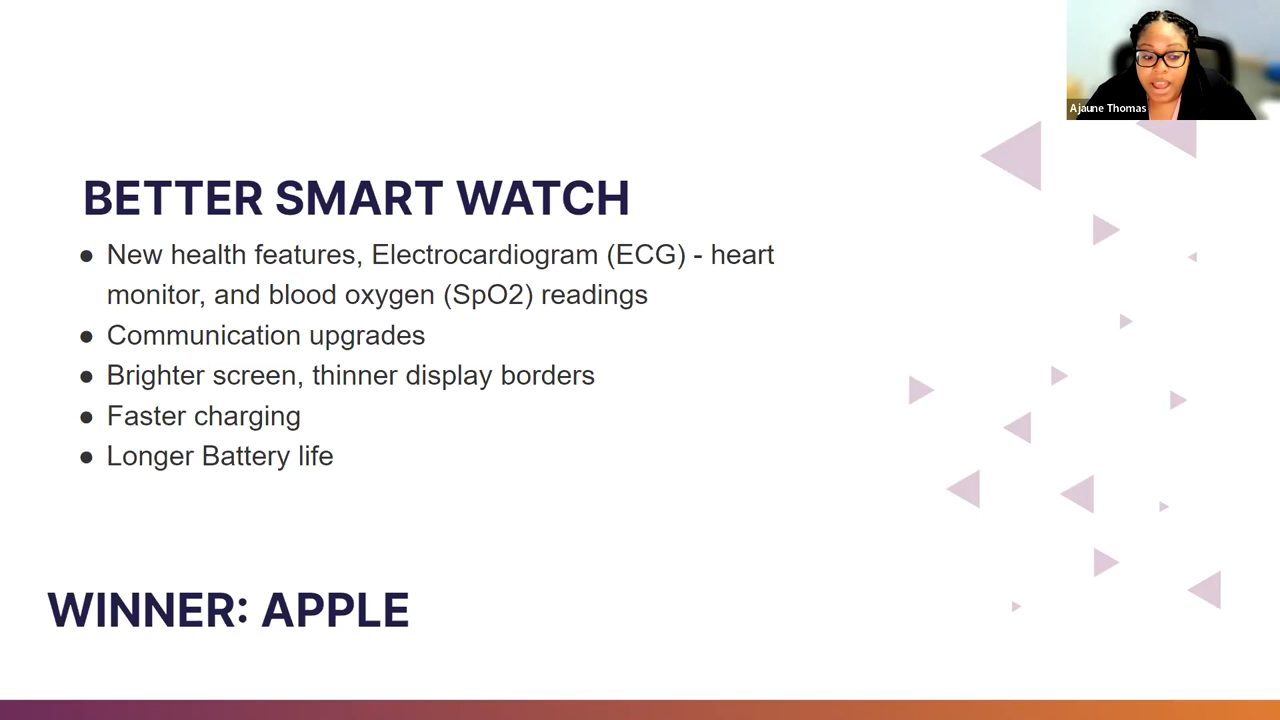 Ajaune Thomas
BETTER SMART WATCH
● New health features, Electrocardiogram (ECG) - heart
monitor, and blood oxygen (SpO2) readings
● Communication upgrades
● Brighter screen, thinner display borders
● Faster charging
● Longer Battery life
WINNER: APPLE